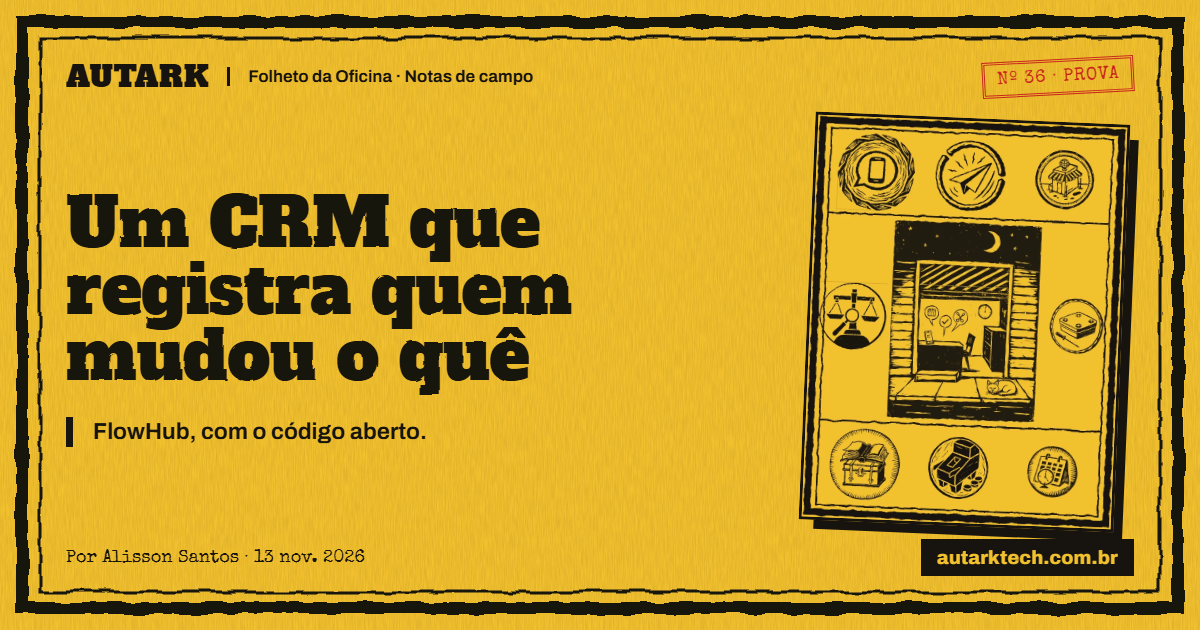 AUTARK
Folheto da Oficina · Notas de campo
Nº 36 · PROVA
Um CRM que
registra quem
mudou o quê
FlowHub, com o código aberto.
Por Alisson Santos · 13 nov. 2026
autarktech.com.br